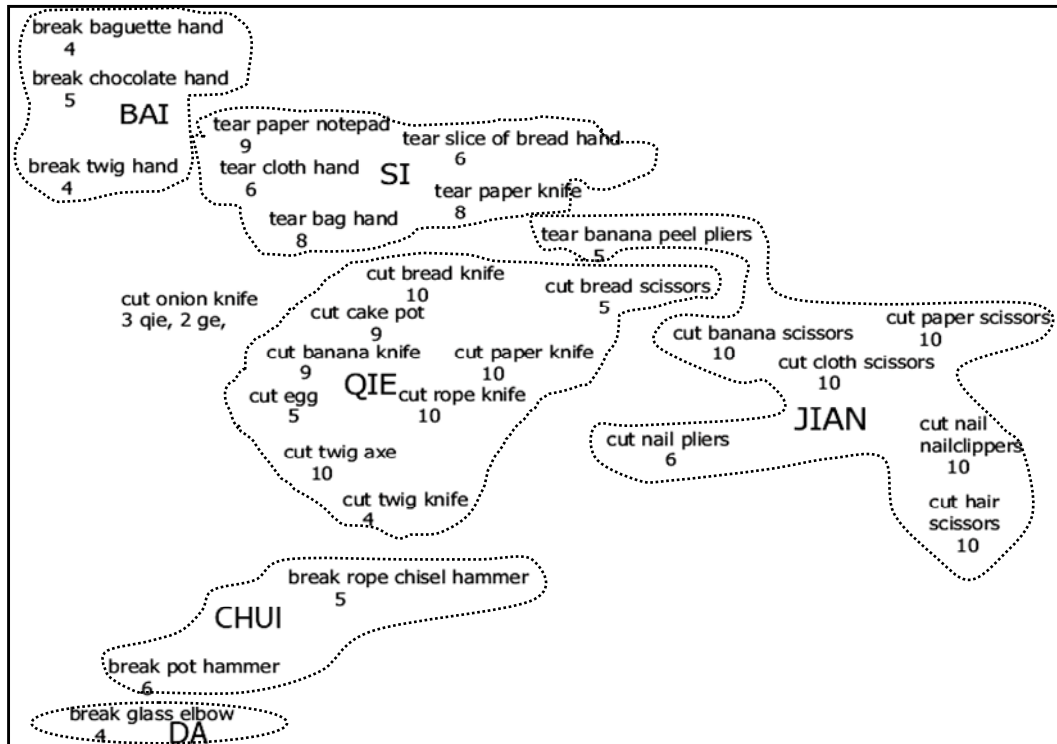 break baguette hand
4
break chocolate hand
5
BAI
break twig hand
4
tear paper notepad
9
tear slice of bread hand
6
tear cloth hand
6
SI
tear paper knife
8
tear bag hand
8
tear banana peel pliers
5
cut onion knife
3 qie, 2 ge,
cut bread knife
10
cut bread scissors
5
cut cake pot
9
cut banana knife
9
cut paper knife
10
QIE
cut egg
5
cut rope knife
10
cut twig axe
10
cut twig knife
4
cut paper scissors
10
cut banana scissors
10
cut cloth scissors
10
JIAN
cut nail pliers
6
cut nail
nailclippers
10
cut hair
scissors
10
break rope chisel hammer
5
CHUI
break pot hammer
6
break glass elbow
4
DA